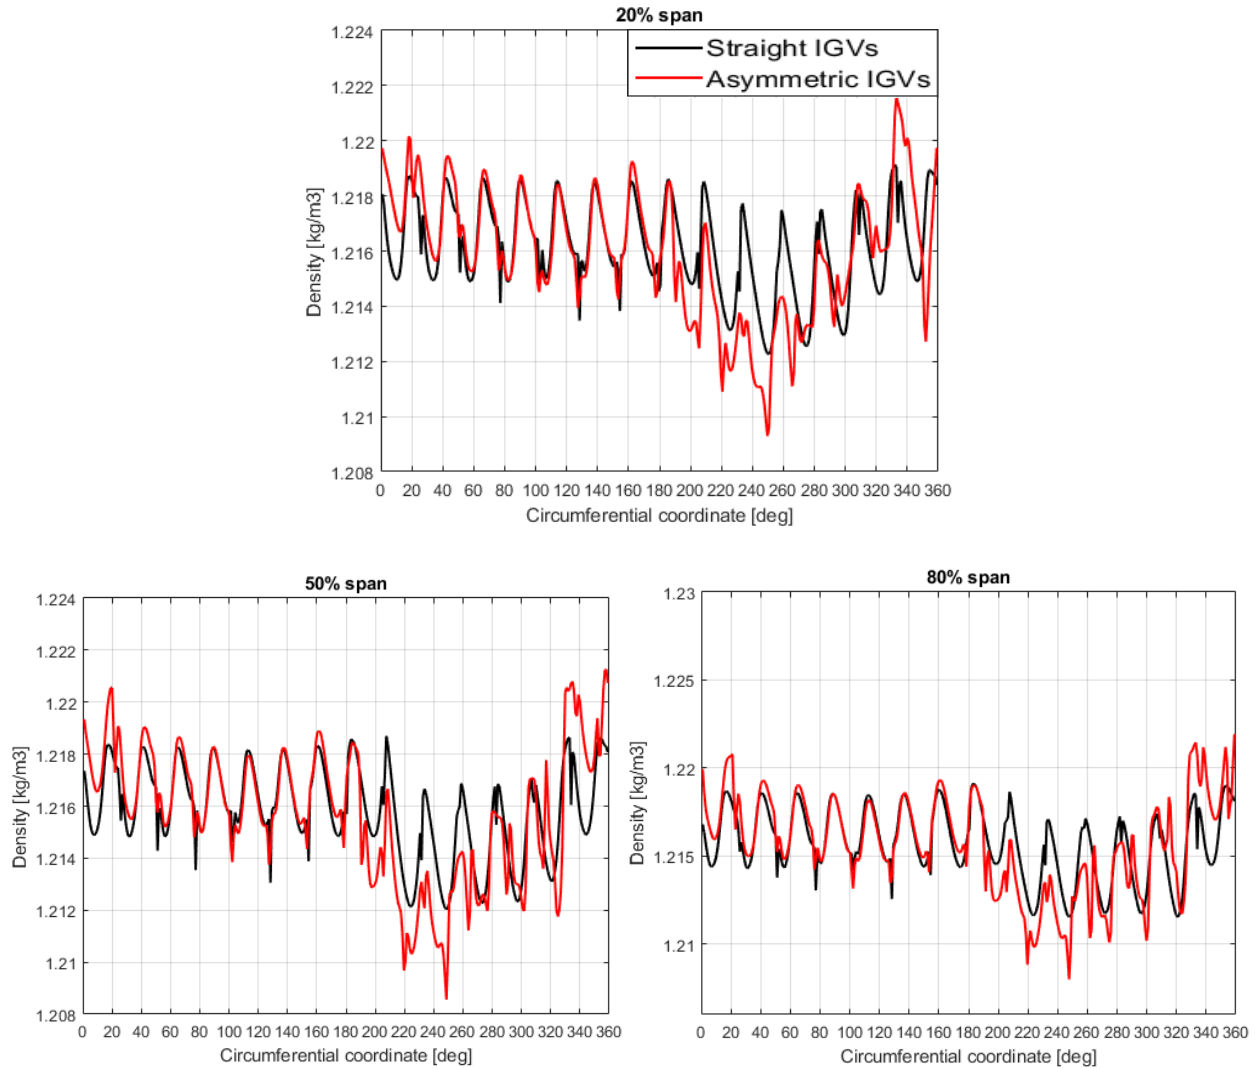 20% span
Straight IGVs
Asymmetric IGVs
1.224
1.222
1.22
1.218
1.216
1.214
1.212
1.21
1.208
Density [kg/m3]
0 20 40 60 80 100 120 140 160 180 200 220 240 260 280 300 320 340 360
Circumferential coordinate [deg]
50% span
1.224
1.222
1.22
1.218
1.216
1.214
1.212
1.21
1.208
Density [kg/m3]
0 20 40 60 80 100 120 140 160 180 200 220 240 260 280 300 320 340 360
Circumferential coordinate [deg]
80% span
1.23
1.225
1.22
1.215
1.21
Density [kg/m3]
0 20 40 60 80 100 120 140 160 180 200 220 240 260 280 300 320 340 360
Circumferential coordinate [deg]